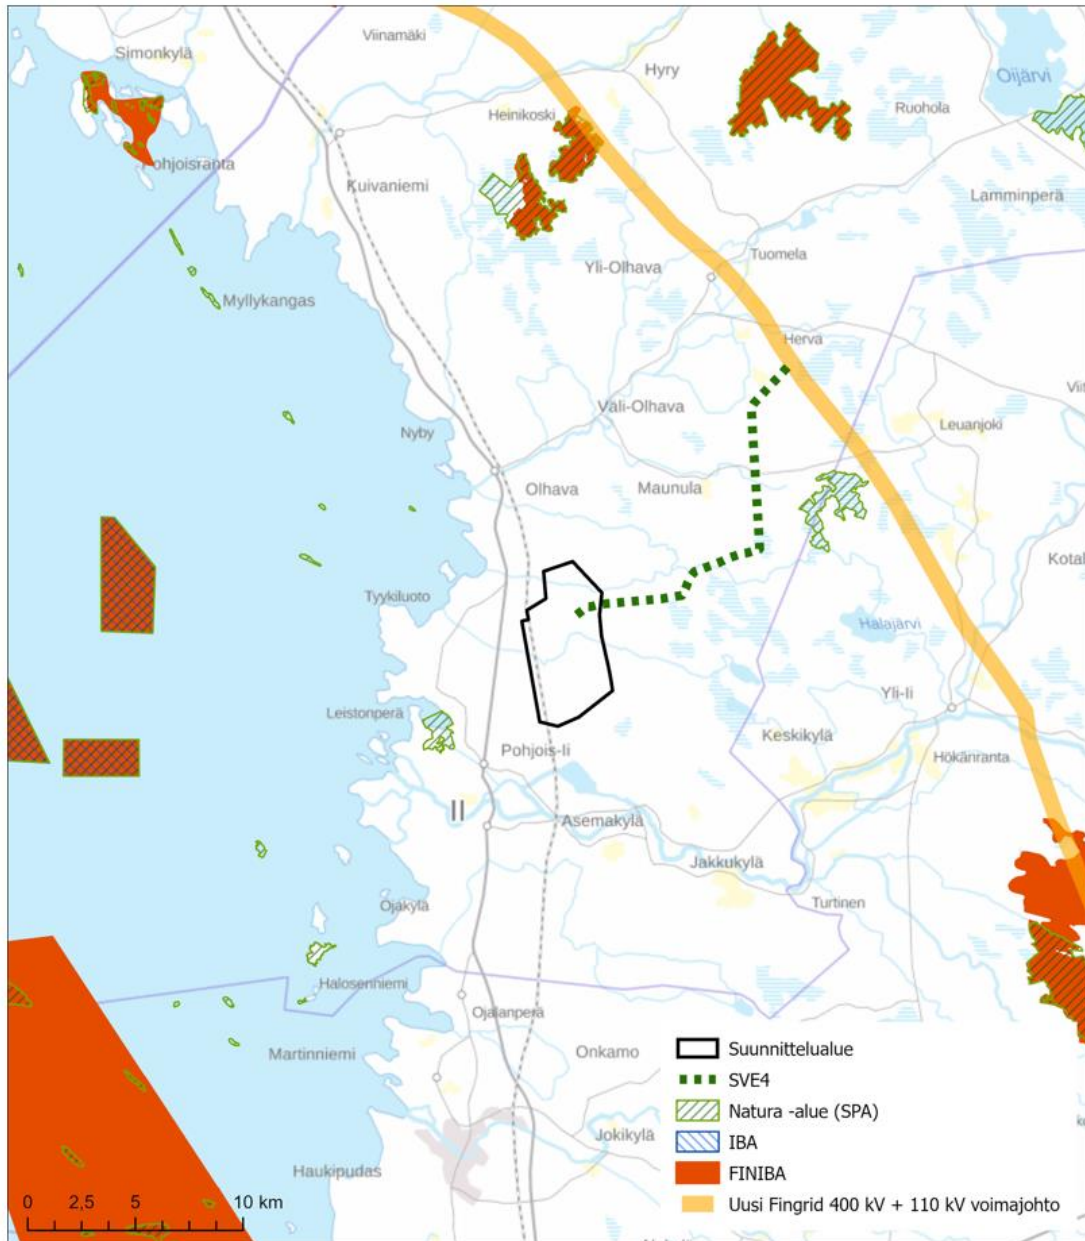 Simonkylä
Viinamäki
Hyry
Oijärvi
Heinikoski
Ruohola
ohjoisranta
Kuivaniemi
Lamminperä
Yli-Olhava
Tuomela
Myllykangas
Herva
Viit
Väli-Olhava
Leuanjoki
Nyby
Olhava
Maunula
Kotal
Tyykiluoto
Halajärvi
Yli-Ii
Leistonperä
Keskikylä
Pohjois-Ii
Hökänranta
II
Asemakylä
Jakkukylä
Turtinen
Ojakylä
Halosenniemi
Ojalanperä
Martinniemi
Onkamo
Jokikylä
Haukipudas
Suunnittelualue
SVE4
Natura -alue (SPA)
IBA
FINIBA
Uusi Fingrid 400 kV + 110 kV voimajohto
0 2,5 5 10 km